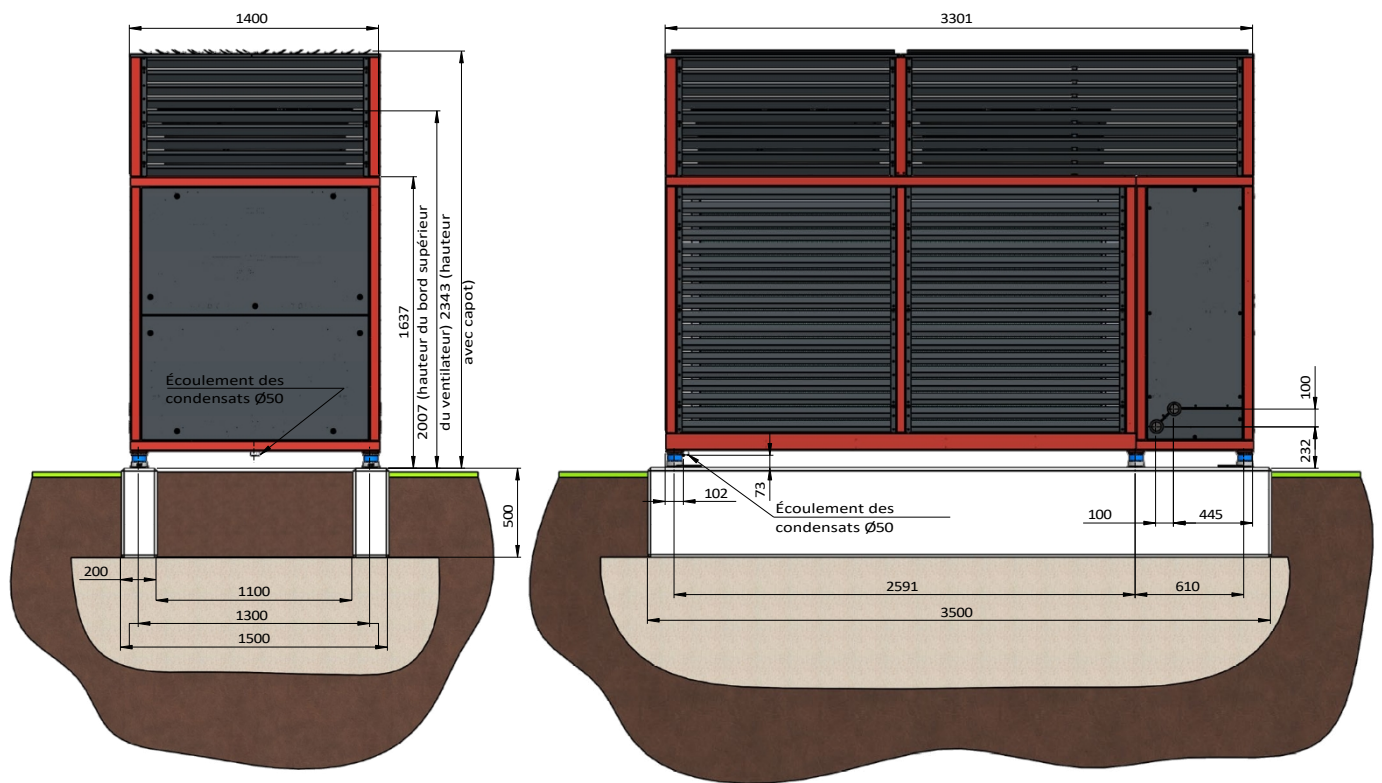 1400
3301
1637
2007 (hauteur du bord supérieur
du ventilateur) 2343 (hauteur
avec capot)
Écoulement des
condensats Ø50
500
200
1100
1300
1500
100
232
102
73
Écoulement des
condensats Ø50
100
445
2591
610
3500